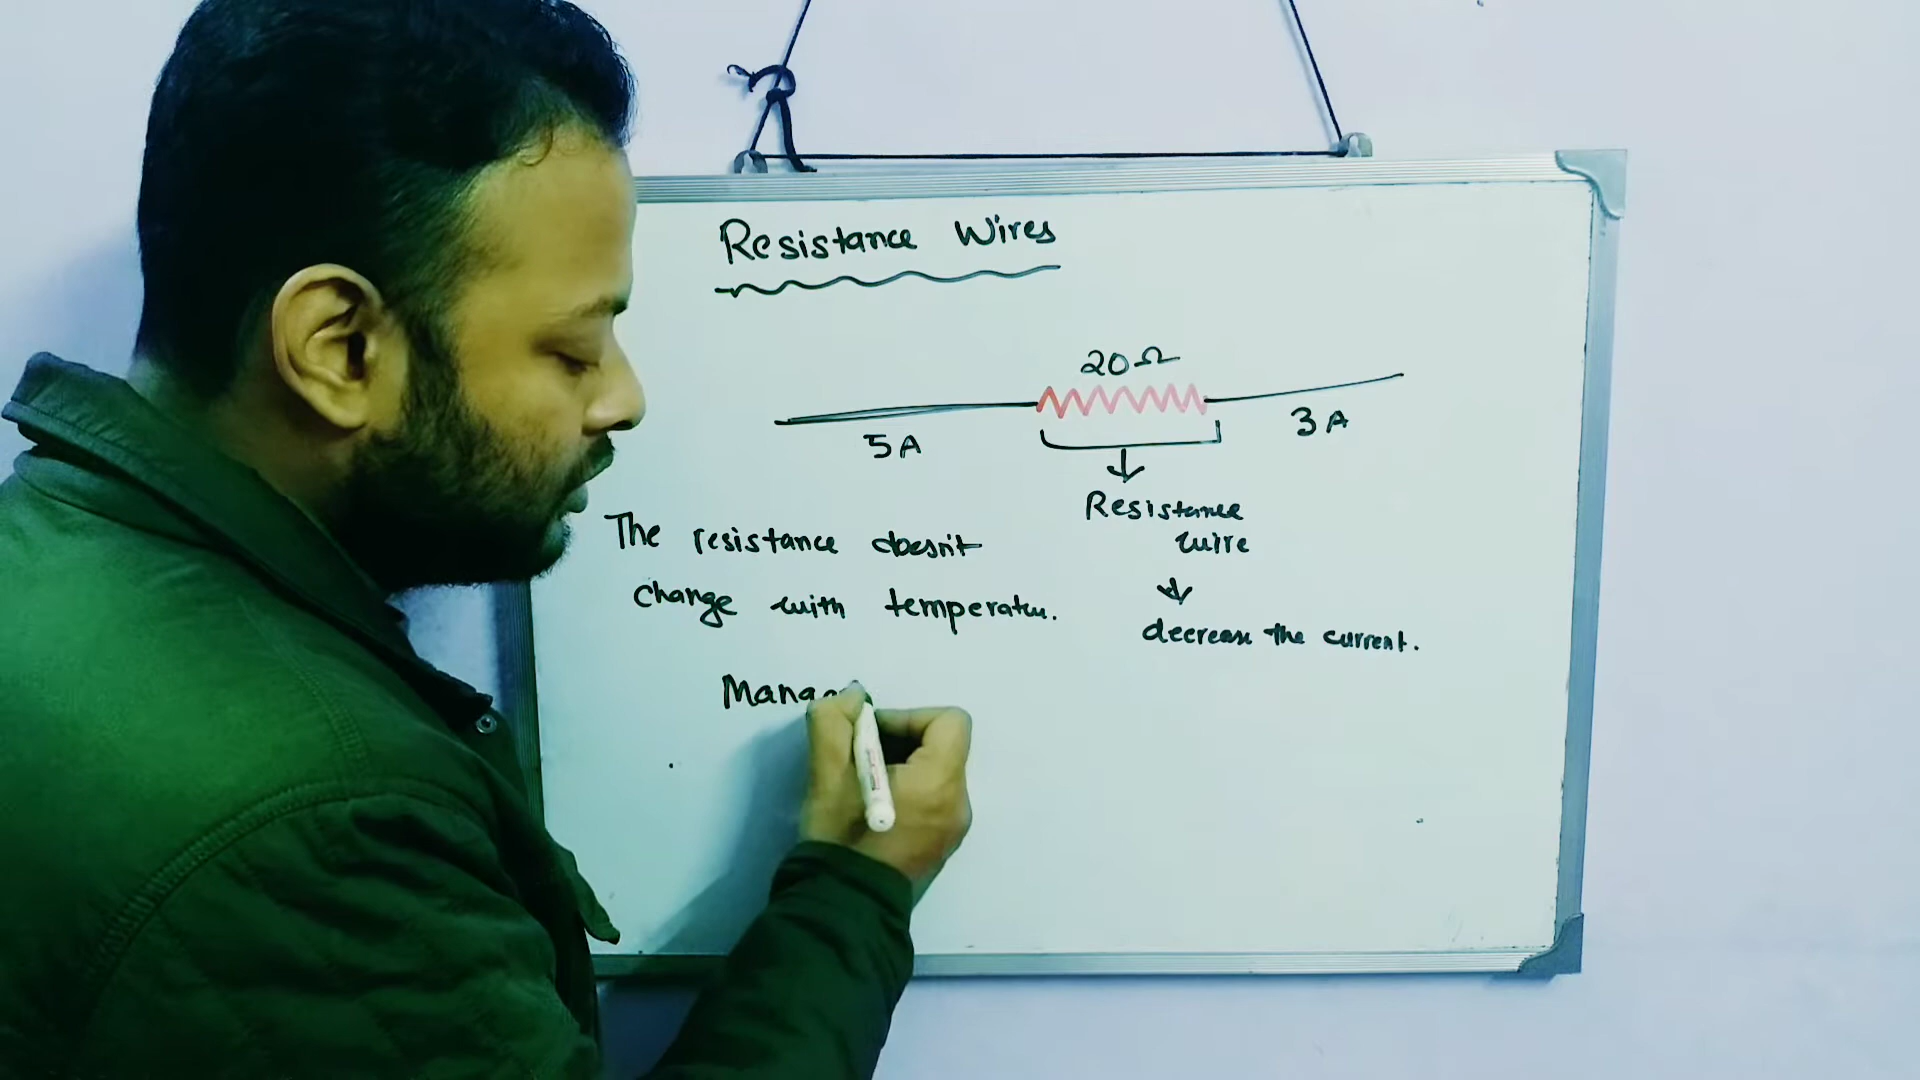 Resistance Wires
20Ω
5A
3A
Resistance
wire
decrease the current.
The resistance doesn't
change with temperatu.